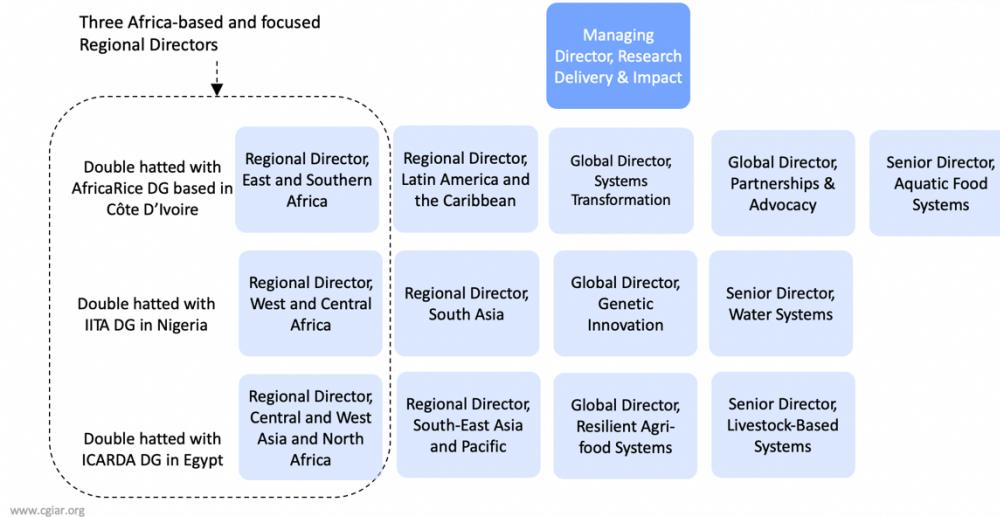 Three Africa-based and focused
Regional Directors
Managing
Director, Research
Delivery & Impact
Double hatted with
AfricaRice DG based in
Côte D’Ivoire
Regional Director,
East and Southern
Africa
Regional Director,
Latin America and
the Caribbean
Global Director,
Systems
Transformation
Global Director,
Partnerships &
Advocacy
Senior Director,
Aquatic Food
Systems
Double hatted with
IITA DG in Nigeria
Regional Director,
West and Central
Africa
Regional Director,
South Asia
Global Director,
Genetic
Innovation
Senior Director,
Water Systems
Double hatted with
ICARDA DG in Egypt
Regional Director,
Central and West
Asia and North
Africa
Regional Director,
South-East Asia
and Pacific
Global Director,
Resilient Agri-
food Systems
Senior Director,
Livestock-Based
Systems
www.cgiar.org